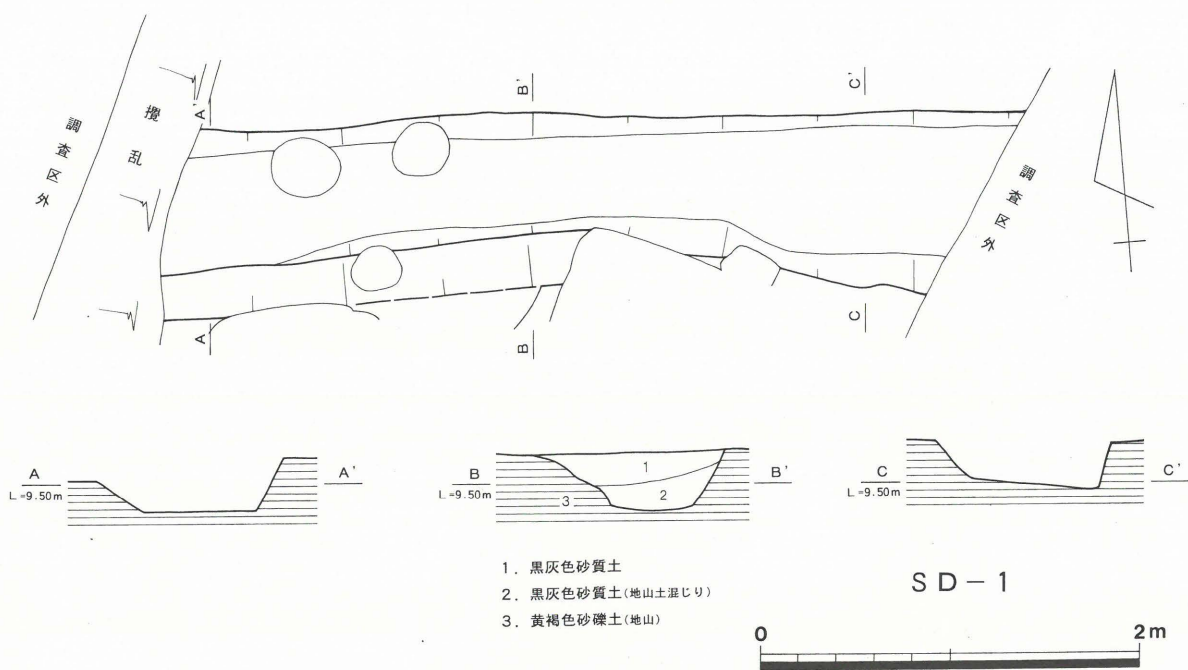 調査区外
攪乱
A'
B'
C'
調査区外
A
B
C
A
L=9.50m
A'
B
L=9.50m
1
2
3
B'
C
L=9.50m
C'
1. 黒灰色砂質土
2. 黒灰色砂質土(地山土混じり)
3. 黄褐色砂礫土(地山)
SD-1
0
2m